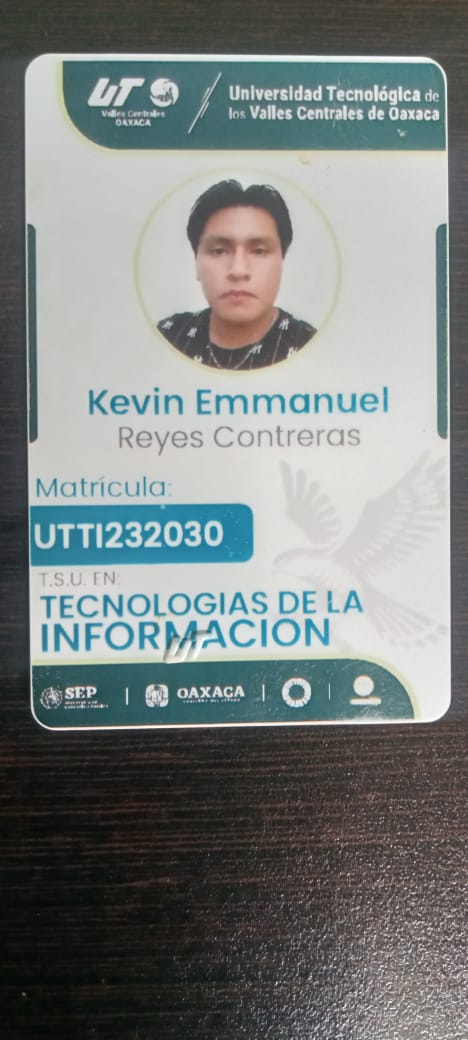 UT
Valles Centrales
OAXACA
Universidad Tecnológica de
los Valles Centrales de Oaxaca
Kevin Emmanuel
Reyes Contreras
Matrícula:
UTTI232030
T.S.U. EN:
TECNOLOGIAS DE LA
INFORMACION
SEP
OAXACA